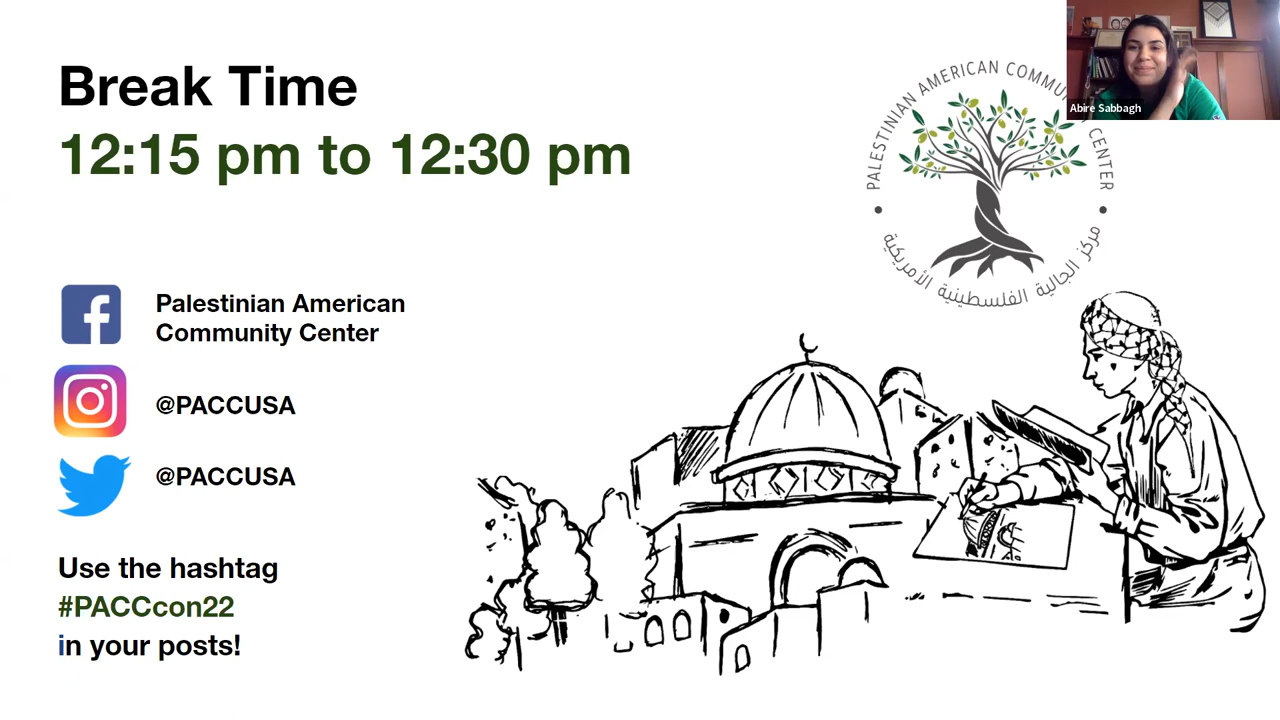 Break Time
12:15 pm to 12:30 pm
Palestinian American
Community Center
@PACCUSA
@PACCUSA
Use the hashtag
#PACCcon22
in your posts!
PALESTINIAN AMERICAN CENTER
مركز الجالية الفلسطينية الأمريكية
Abire Sabbagh